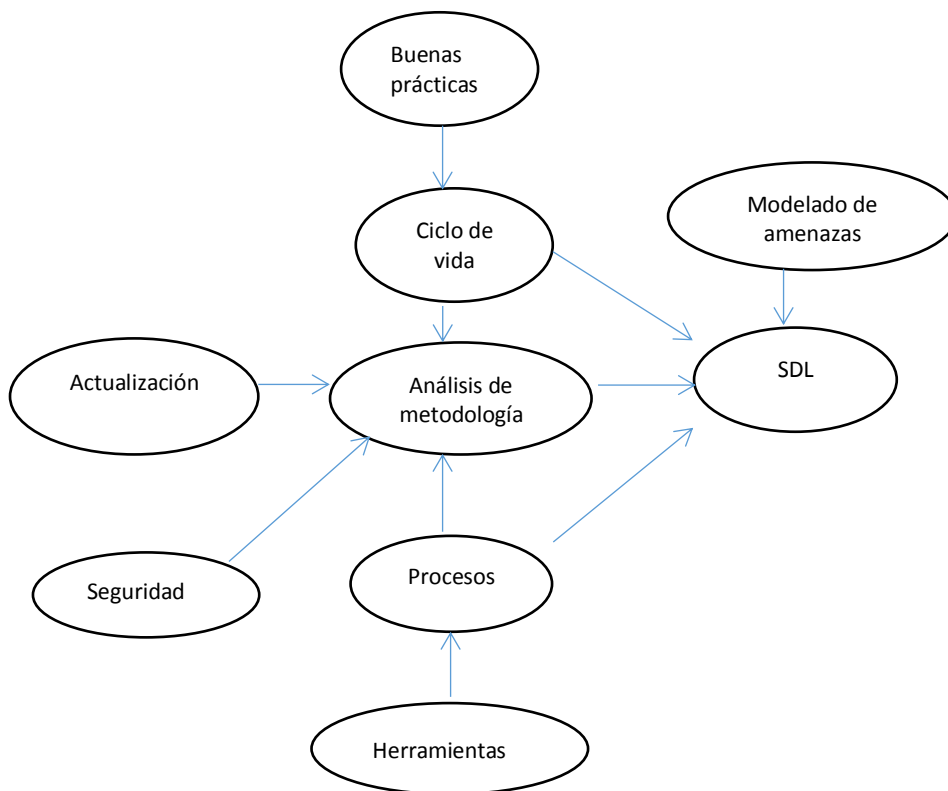 Buenas
prácticas
Ciclo de
vida
Modelado de
amenazas
Actualización
Análisis de
metodología
SDL
Seguridad
Procesos
Herramientas